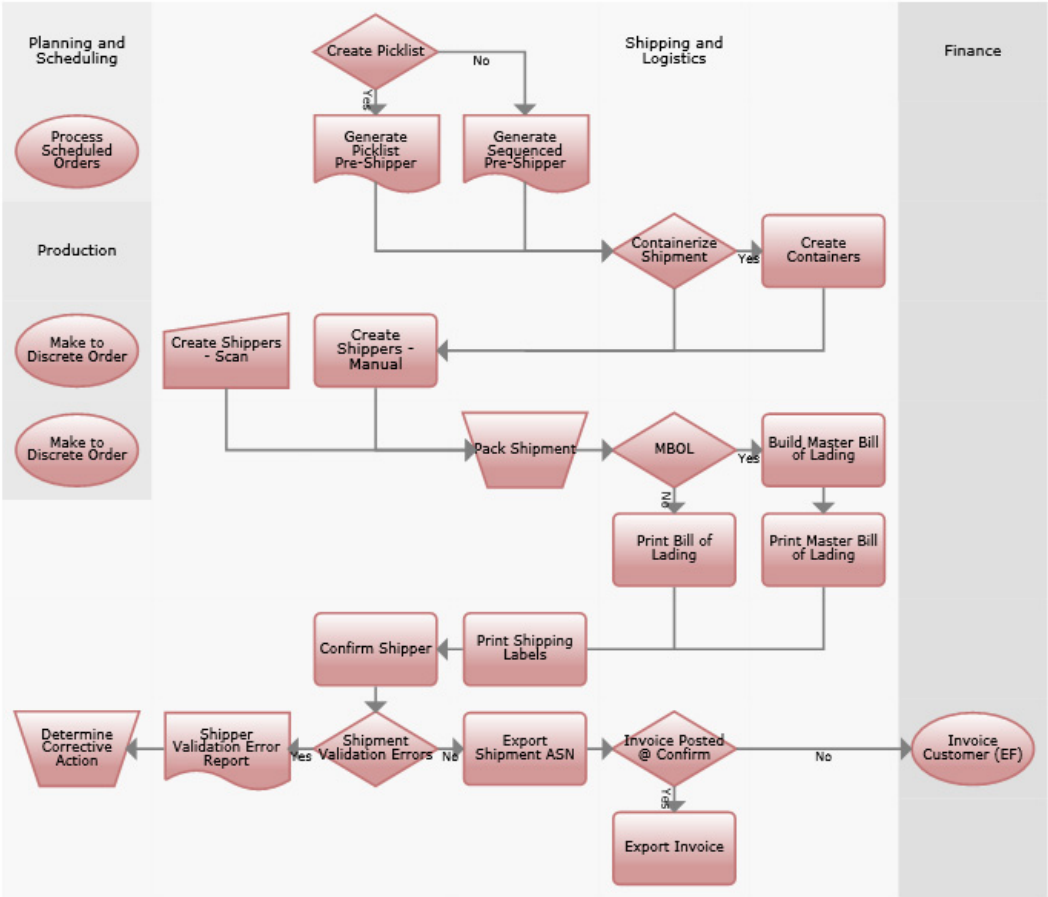 Planning and
Scheduling
Create Picklist
No
Shipping and
Logistics
Finance
Yes
Process
Scheduled
Orders
Generate
Picklist
Pre-Shipper
Generate
Sequenced
Pre-Shipper
Production
Containerize
Shipment
Yes
Create
Containers
Make to
Discrete Order
Create Shippers
- Scan
Create
Shippers -
Manual
Make to
Discrete Order
Pack Shipment
MBOL
Yes
Build Master Bill
of Lading
No
Print Bill of
Lading
Print Master Bill
of Lading
Confirm Shipper
Print Shipping
Labels
Determine
Corrective
Action
Shipper
Validation Error
Report
Yes
Shipment
Validation Errors
No
Export
Shipment ASN
Invoice Posted
@ Confirm
No
Invoice
Customer (EF)
Yes
Export Invoice